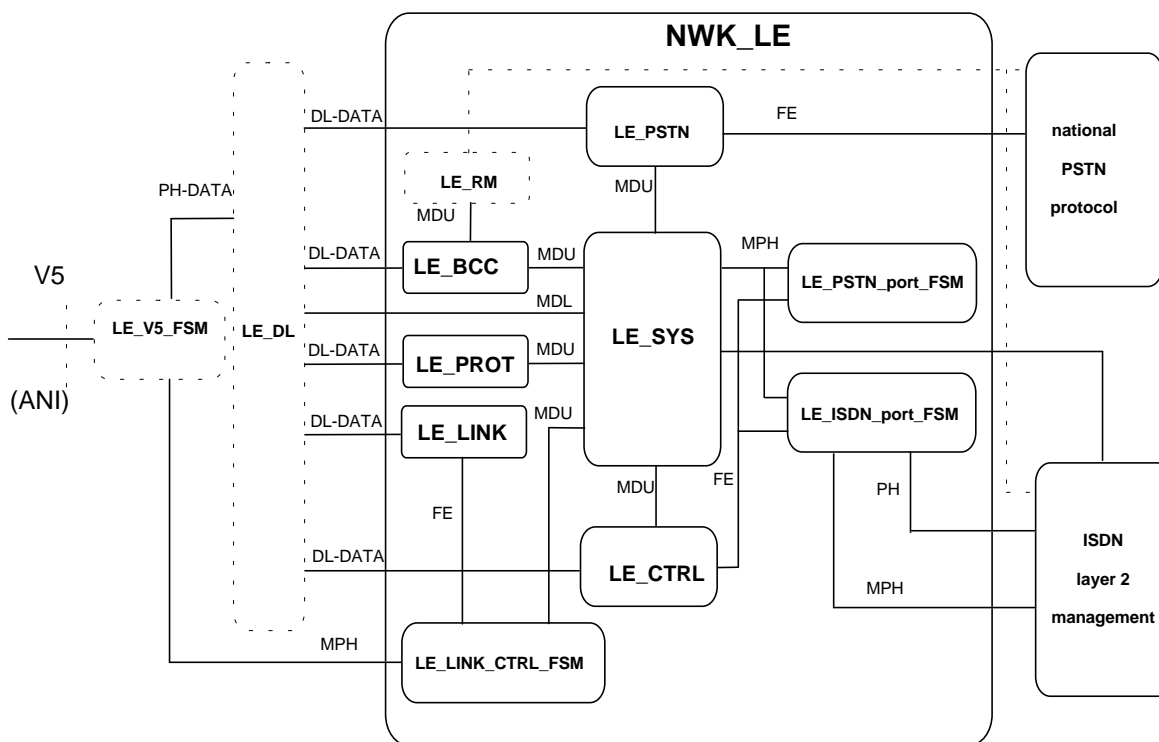 NWK_LE
DL-DATA
LE_PSTN
FE
national
PSTN
protocol
LE_RM
MDU
MDU
PH-DATA
DL-DATA
LE_BCC
MDU
MPH
LE_PSTN_port_FSM
V5
LE_V5_FSM
LE_DL
MDL
LE_SYS
DL-DATA
LE_PROT
MDU
(ANI)
DL-DATA
LE_LINK
MDU
LE_ISDN_port_FSM
FE
MDU
FE
PH
MPH
DL-DATA
LE_CTRL
ISDN
layer 2
management
MPH
LE_LINK_CTRL_FSM